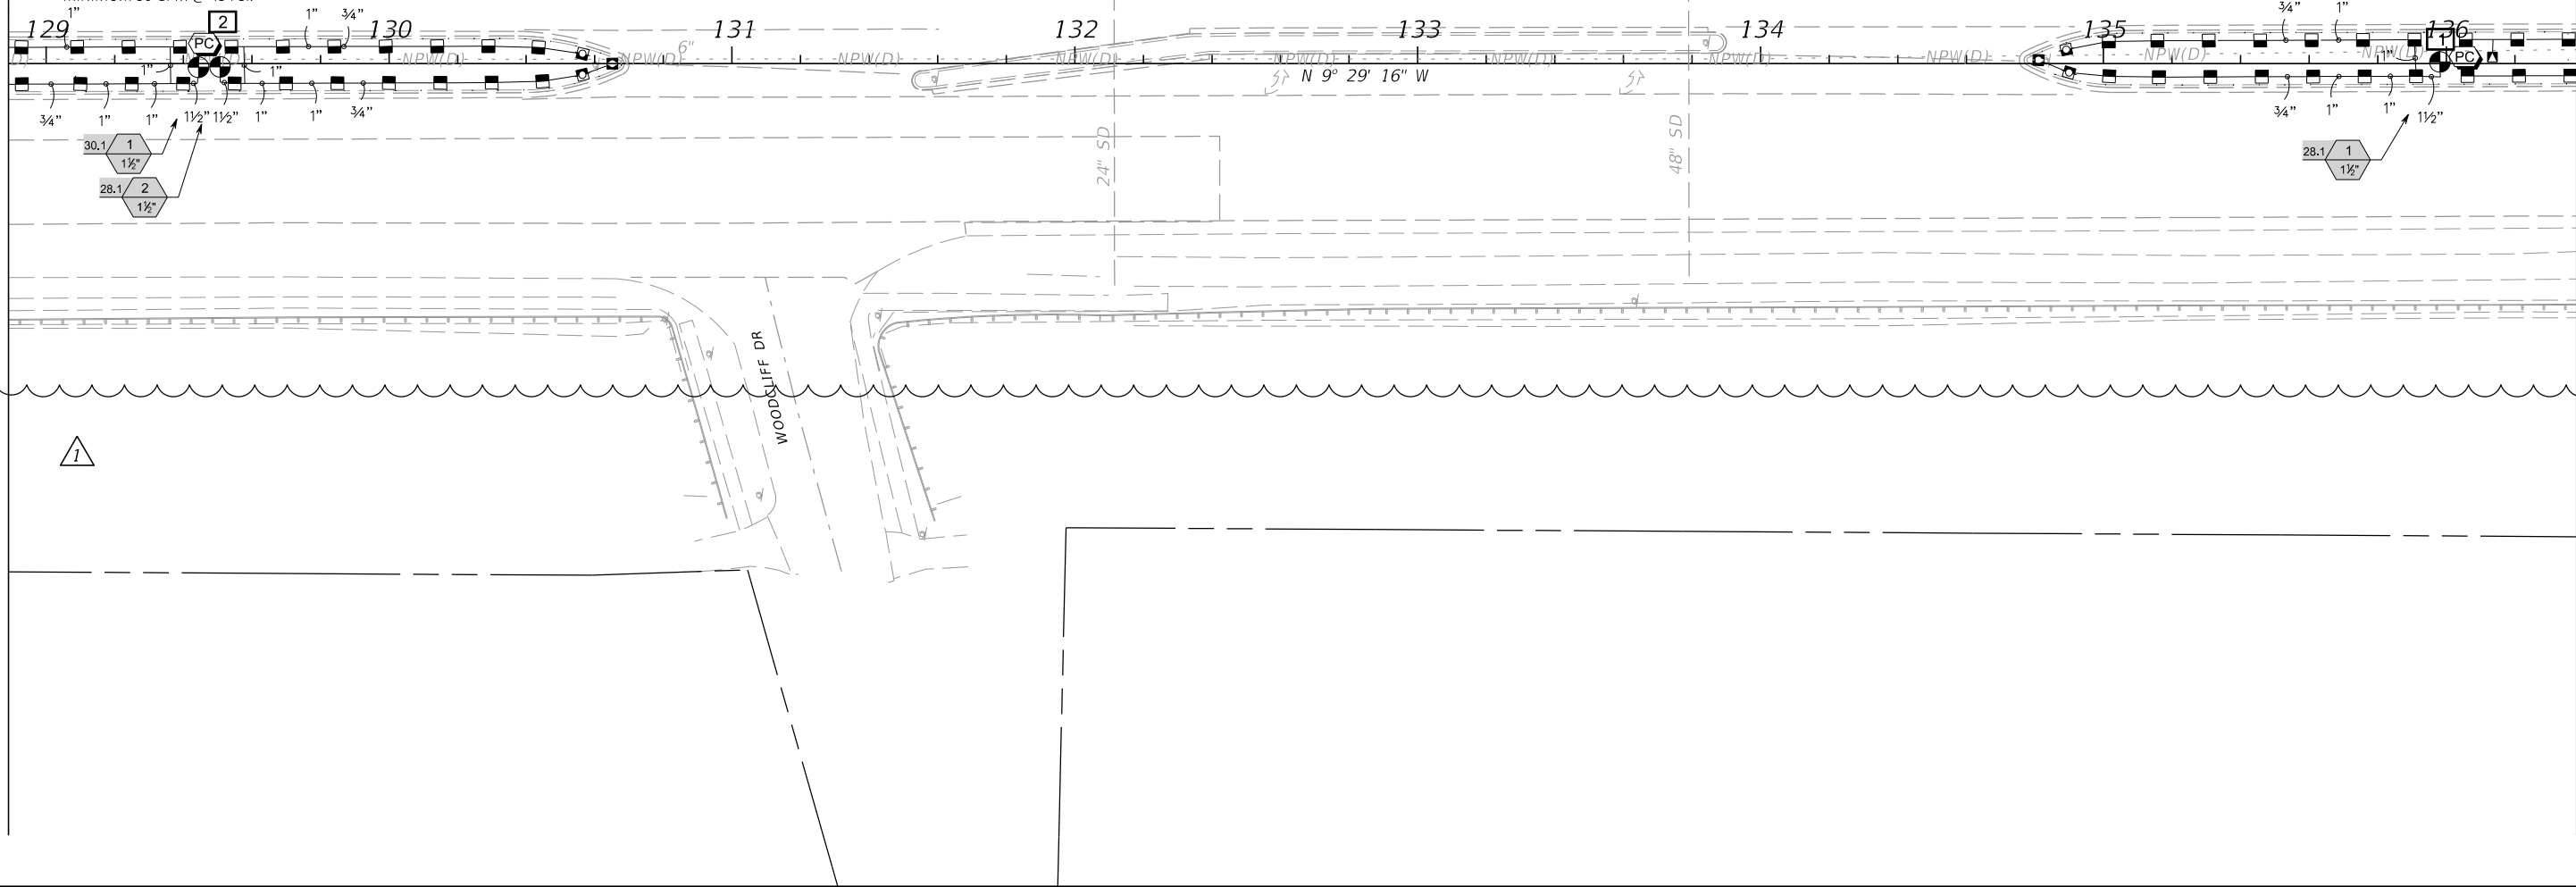 1" 1" ¾" ¾" 1"
2
129 130 131 132 133 134 135 136
PC
1
PC
6"
NPW(D) NPW(D) NPW(D) NPW(D) NPW(D) NPW(D) NPW(D) NPW(D) NPW(D)
1" 1" 1"
N 9° 29' 16" W
¾" 1" 1" 1½" 1½" 1" 1" ¾" ¾" 1" 1" 1½"
24" SD
48" SD
30.1 1
1½"
28.1 2
1½"
28.1 1
1½"
WOODCLIFF DR
1